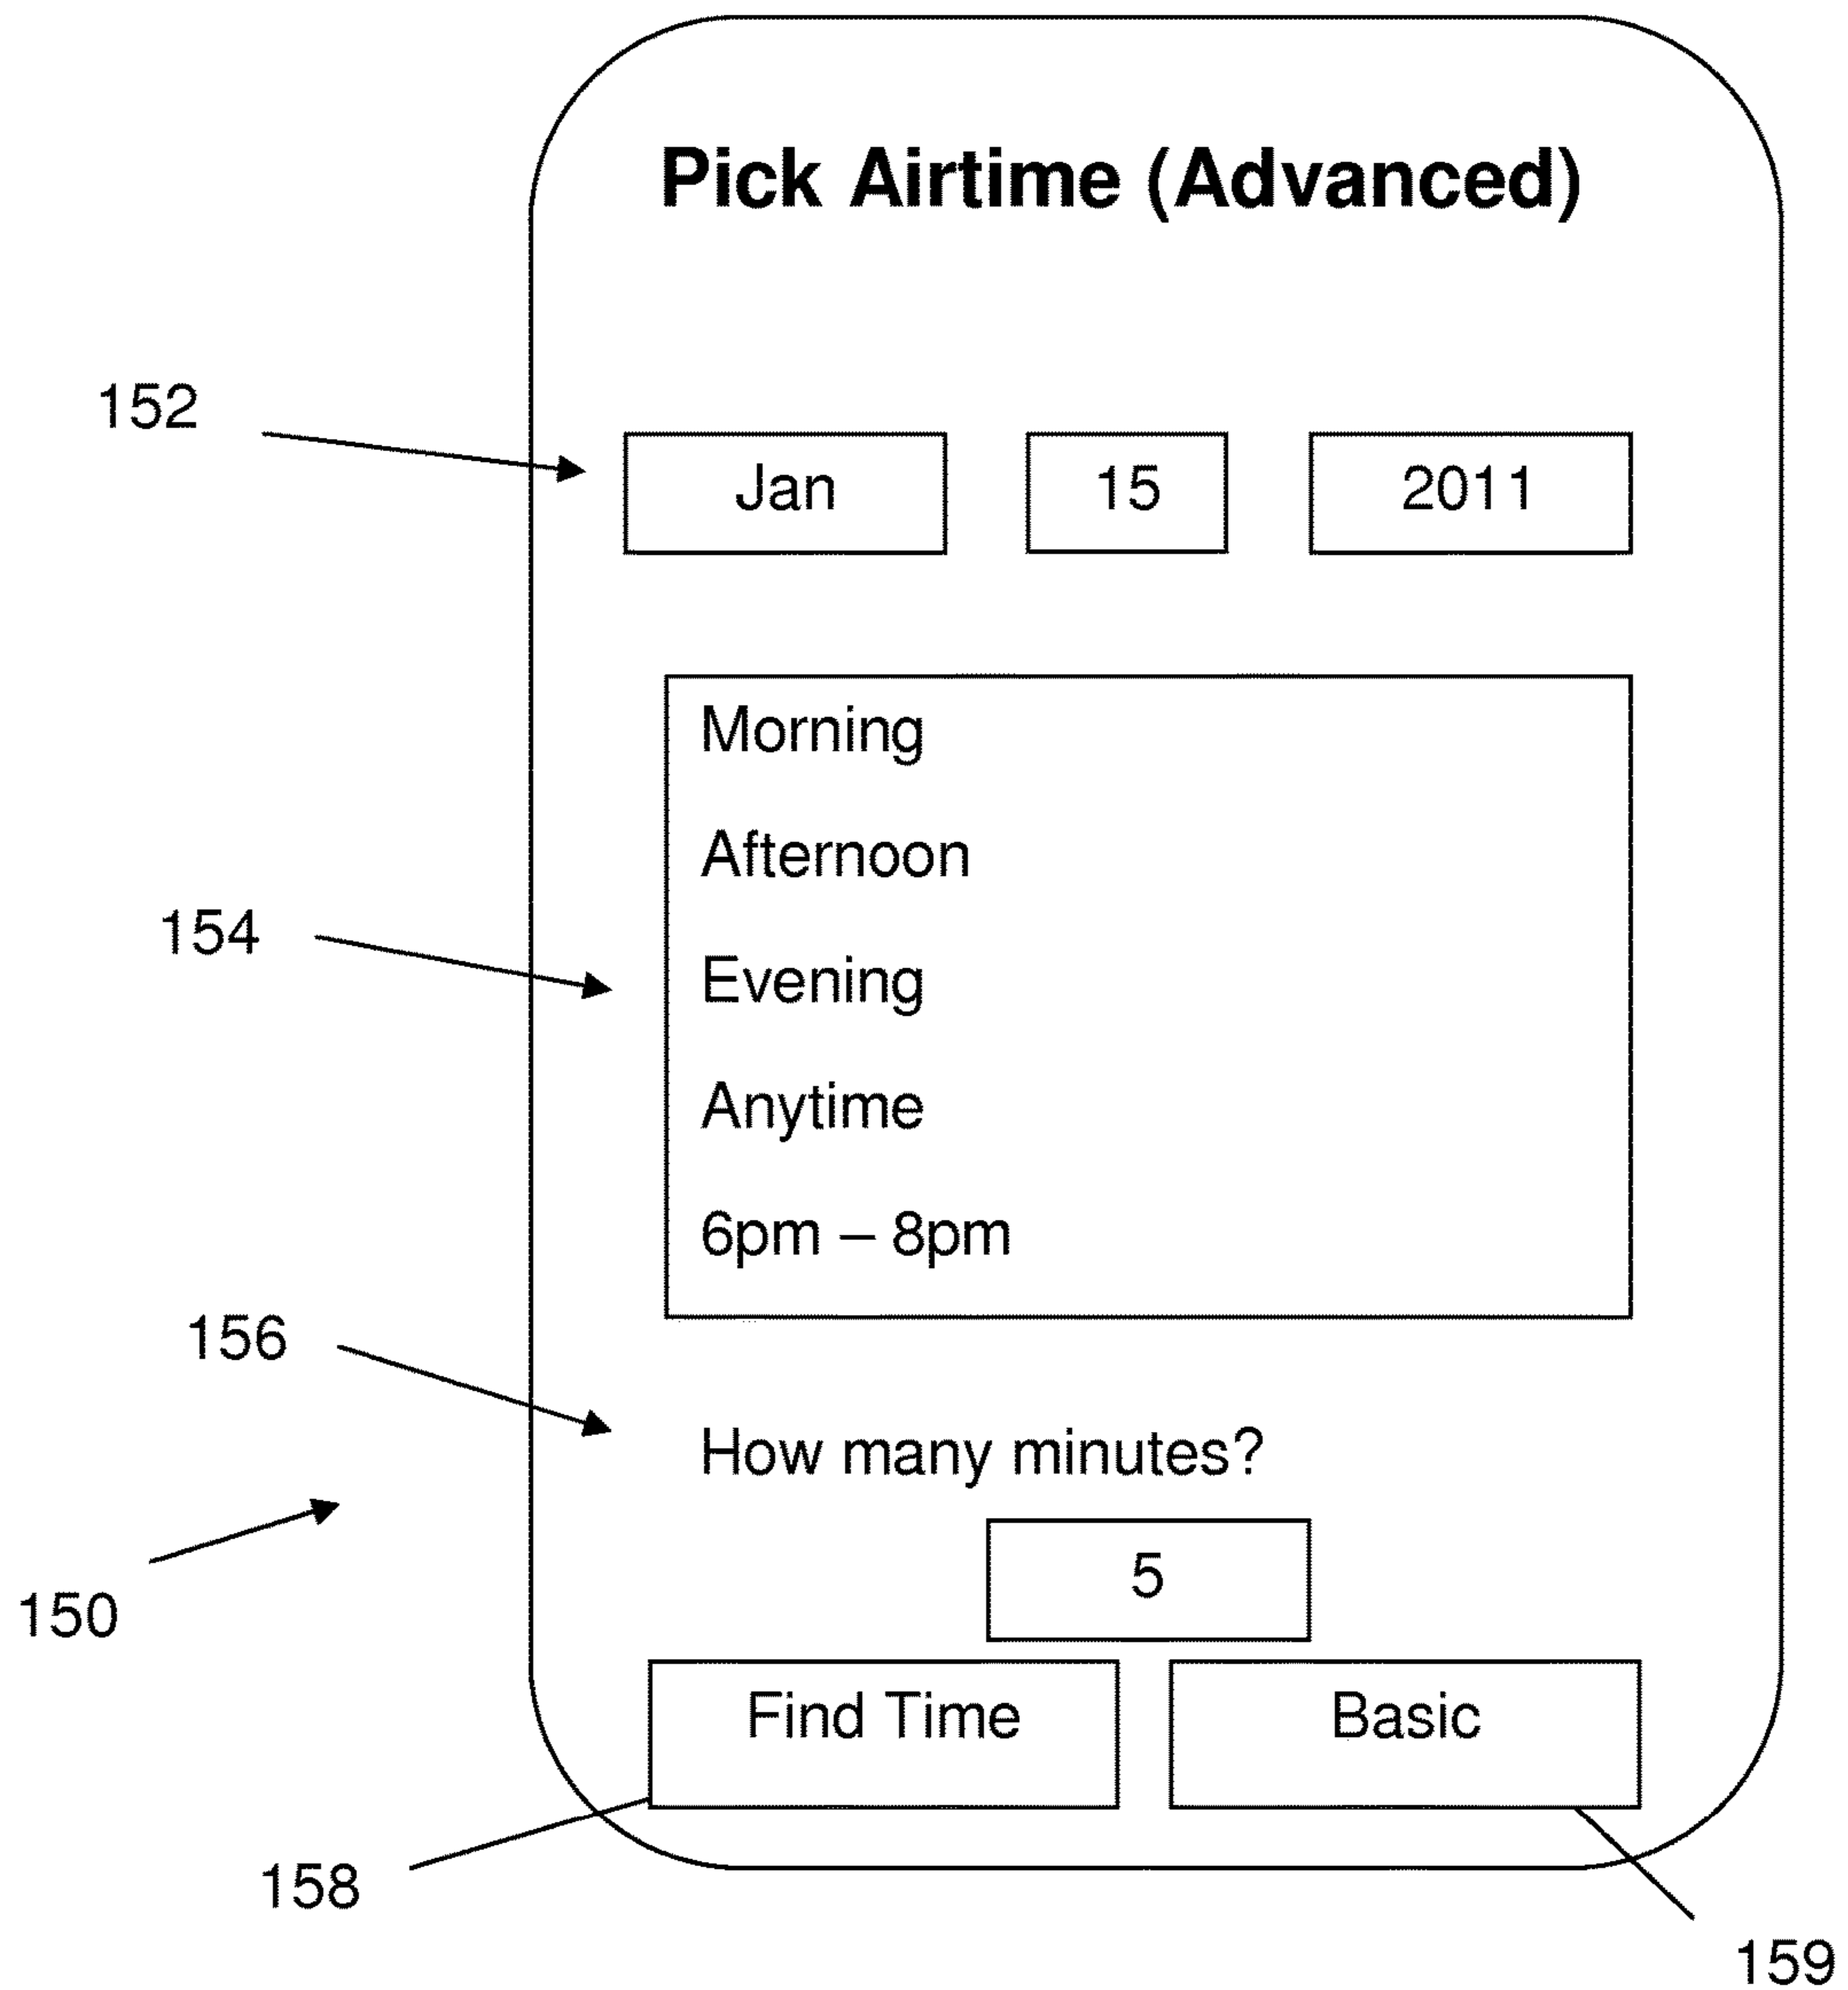 Pick Airtime (Advanced)
152
Jan 15 2011
Morning
Afternoon
154
Evening
Anytime
6pm – 8pm
156
How many minutes?
5
150
Find Time Basic
158
159